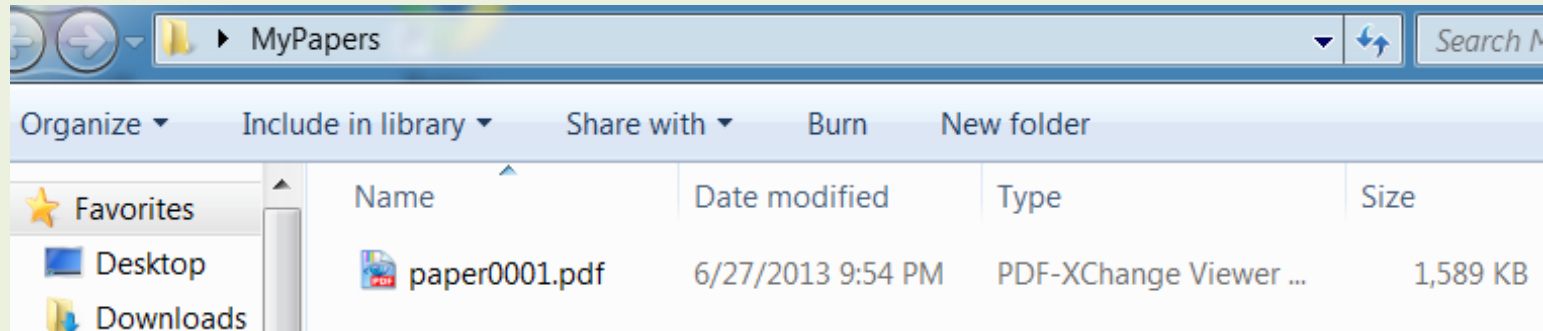 MyPapers
Search M
Organize Include in library Share with Burn New folder
Favorites Name Date modified Type Size
Desktop paper0001.pdf 6/27/2013 9:54 PM PDF-XChange Viewer ... 1,589 KB
Downloads